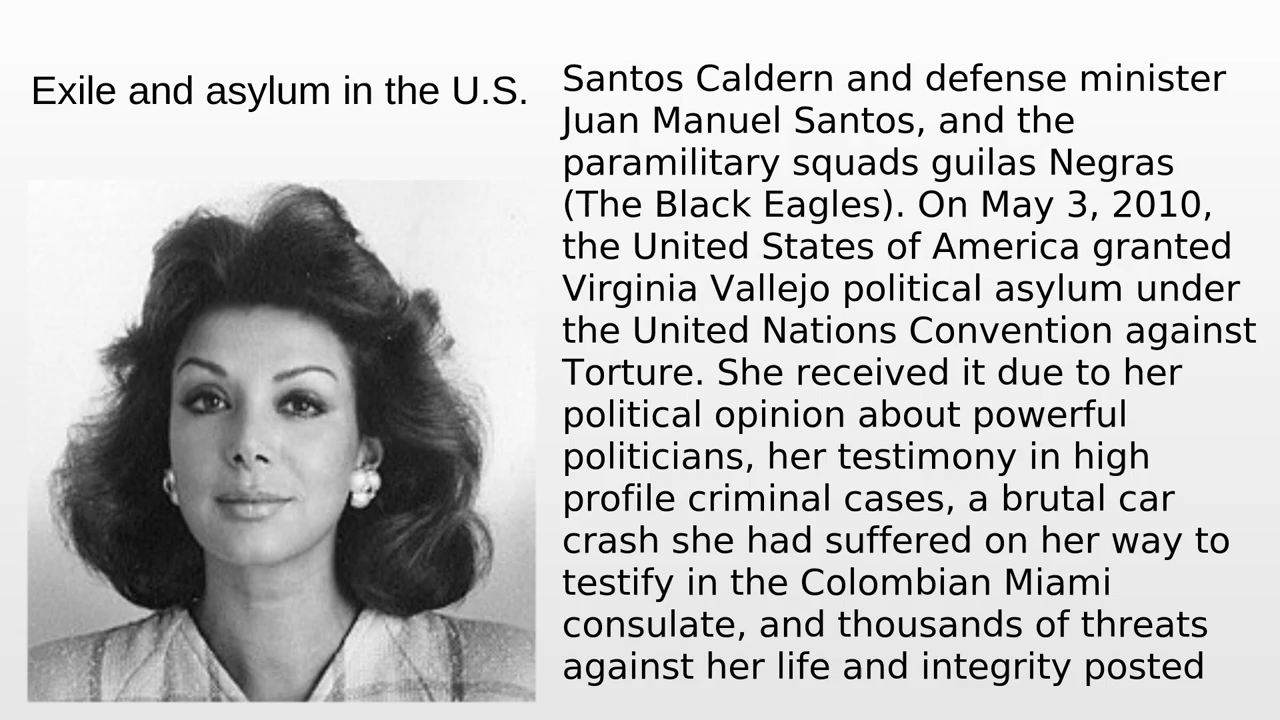 Exile and asylum in the U.S.
Santos Caldern and defense minister
Juan Manuel Santos, and the
paramilitary squads guilas Negras
(The Black Eagles). On May 3, 2010,
the United States of America granted
Virginia Vallejo political asylum under
the United Nations Convention against
Torture. She received it due to her
political opinion about powerful
politicians, her testimony in high
profile criminal cases, a brutal car
crash she had suffered on her way to
testify in the Colombian Miami
consulate, and thousands of threats
against her life and integrity posted